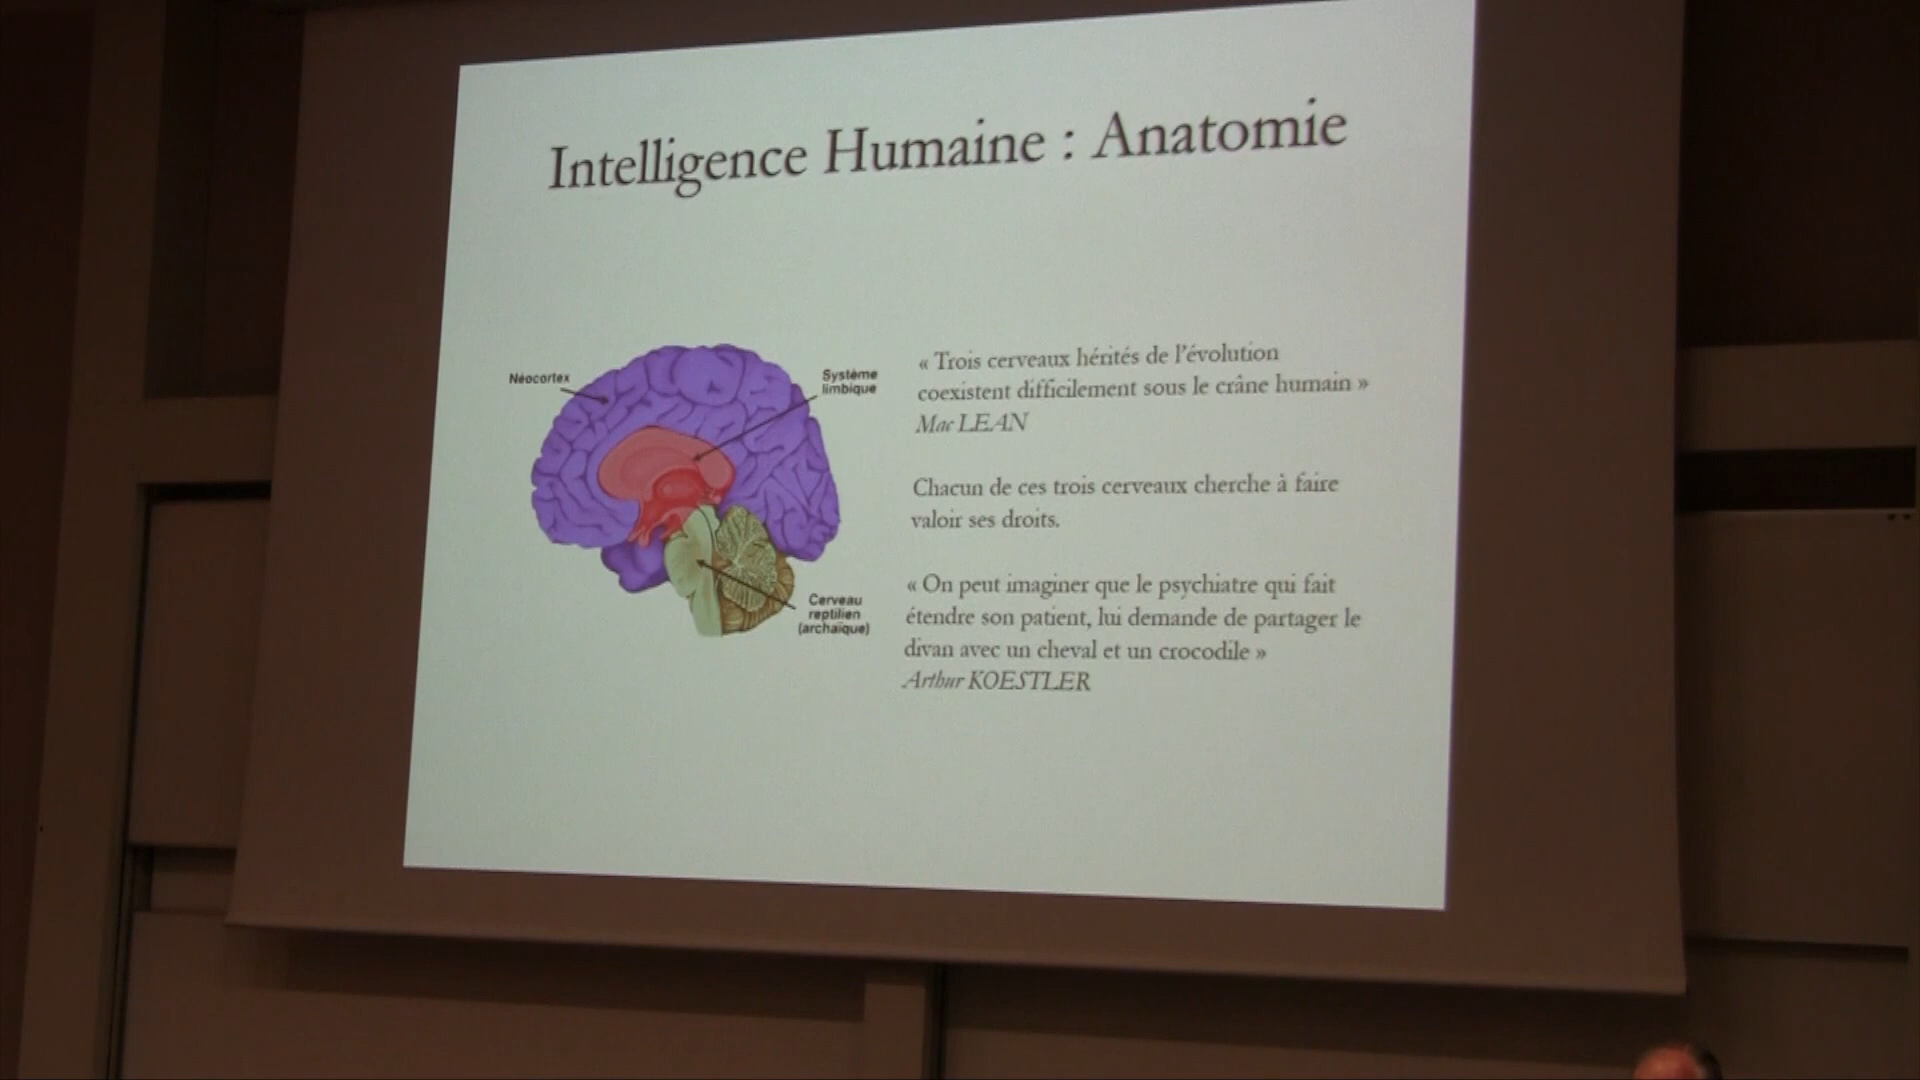 Intelligence Humaine : Anatomie
Néocortex
Système
limbique
Cerveau
reptilien
(archaïque)
« Trois cerveaux hérités de l'évolution
coexistent difficilement sous le crâne humain »
Mac LEAN
Chacun de ces trois cerveaux cherche à faire
valoir ses droits.
« On peut imaginer que le psychiatre qui fait
étendre son patient, lui demande de partager le
divan avec un cheval et un crocodile »
Arthur KOESTLER